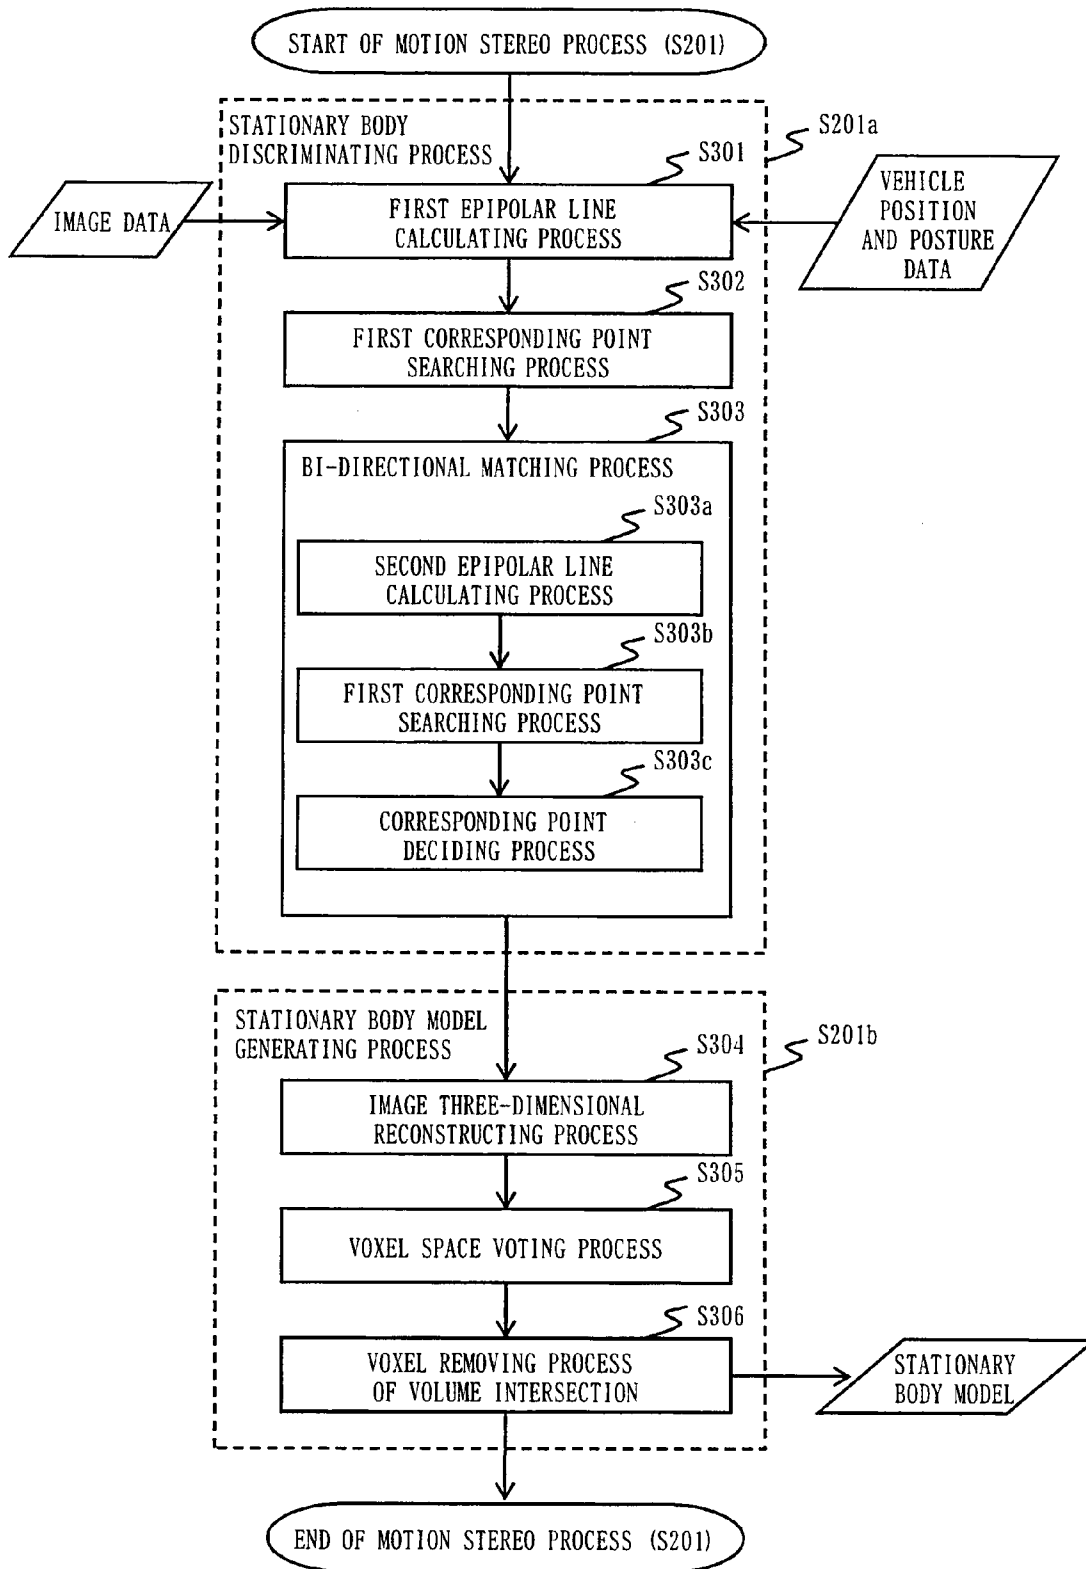 START OF MOTION STEREO PROCESS (S201)
STATIONARY BODY
DISCRIMINATING PROCESS
S201a
S301
IMAGE DATA
FIRST EPIPOLAR LINE
CALCULATING PROCESS
VEHICLE
POSITION
AND POSTURE
DATA
S302
FIRST CORRESPONDING POINT
SEARCHING PROCESS
S303
BI-DIRECTIONAL MATCHING PROCESS
S303a
SECOND EPIPOLAR LINE
CALCULATING PROCESS
S303b
FIRST CORRESPONDING POINT
SEARCHING PROCESS
S303c
CORRESPONDING POINT
DECIDING PROCESS
STATIONARY BODY MODEL
GENERATING PROCESS
S201b
S304
IMAGE THREE-DIMENSIONAL
RECONSTRUCTING PROCESS
S305
VOXEL SPACE VOTING PROCESS
S306
VOXEL REMOVING PROCESS
OF VOLUME INTERSECTION
STATIONARY
BODY MODEL
END OF MOTION STEREO PROCESS (S201)